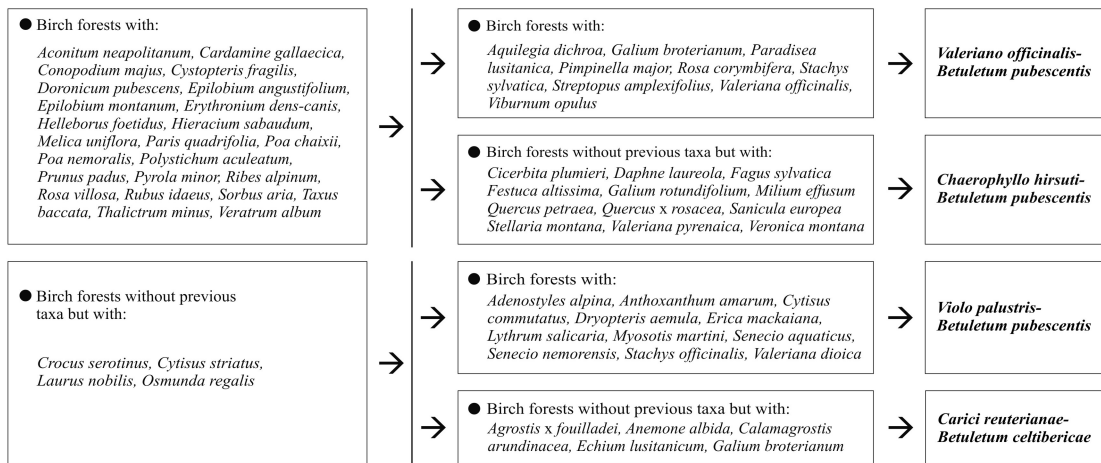 ● Birch forests with:
Aconitum neapolitanum, Cardamine gallaecica,
Conopodium majus, Cystopteris fragilis,
Doronicum pubescens, Epilobium angustifolium,
Epilobium montanum, Erythronium dens-canis,
Helleborus foetidus, Hieracium sabaudum,
Melica uniflora, Paris quadrifolia, Poa chaixii,
Poa nemoralis, Polystichum aculeatum,
Prunus padus, Pyrola minor, Ribes alpinum,
Rosa villosa, Rubus idaeus, Sorbus aria, Taxus
baccata, Thalictrum minus, Veratrum album
● Birch forests with:
Aquilegia dichroa, Galium broterianum, Paradisea
lusitanica, Pimpinella major, Rosa corymbifera, Stachys
sylvatica, Streptopus amplexifolius, Valeriana officinalis,
Viburnum opulus
Valeriano officinalis-
Betuletum pubescentis
● Birch forests without previous taxa but with:
Cicerbita plumieri, Daphne laureola, Fagus sylvatica
Festuca altissima, Galium rotundifolium, Milium effusum
Quercus petraea, Quercus x rosacea, Sanicula europea
Stellaria montana, Valeriana pyrenaica, Veronica montana
Chaerophyllo hirsuti-
Betuletum pubescentis
● Birch forests without previous
taxa but with:
Crocus serotinus, Cytisus striatus,
Laurus nobilis, Osmunda regalis
● Birch forests with:
Adenostyles alpina, Anthoxanthum amarum, Cytisus
commutatus, Dryopteris aemula, Erica mackaiana,
Lythrum salicaria, Myosotis martini, Senecio aquaticus,
Senecio nemorensis, Stachys officinalis, Valeriana dioica
Violo palustris-
Betuletum pubescentis
● Birch forests without previous taxa but with:
Agrostis x fouilladei, Anemone albida, Calamagrostis
arundinacea, Echium lusitanicum, Galium broterianum
Carici reuterianae-
Betuletum celtibericae